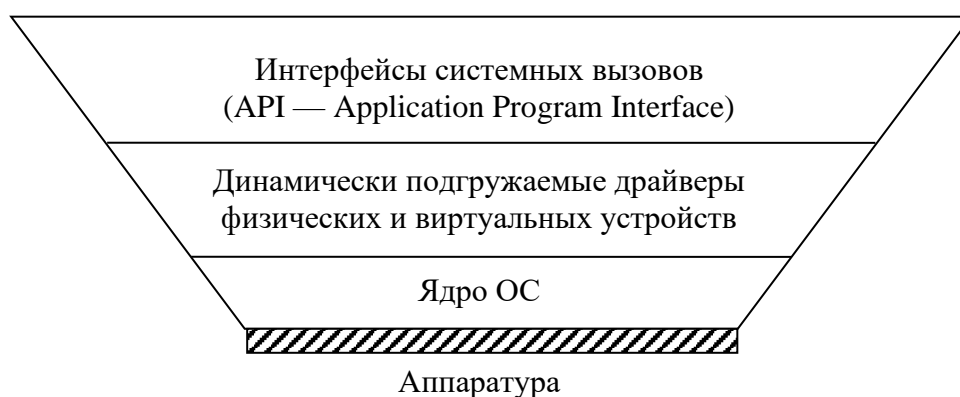 Интерфейсы системных вызовов
(API — Application Program Interface)
Динамически подгружаемые драйверы
физических и виртуальных устройств
Ядро ОС
Аппаратура